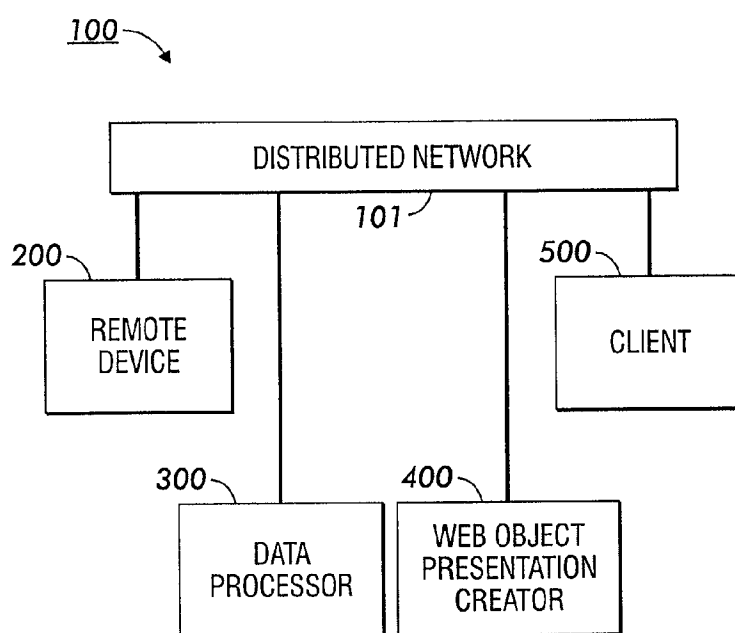 100
DISTRIBUTED NETWORK
101
200
REMOTE
DEVICE
500
CLIENT
300
DATA
PROCESSOR
400
WEB OBJECT
PRESENTATION
CREATOR